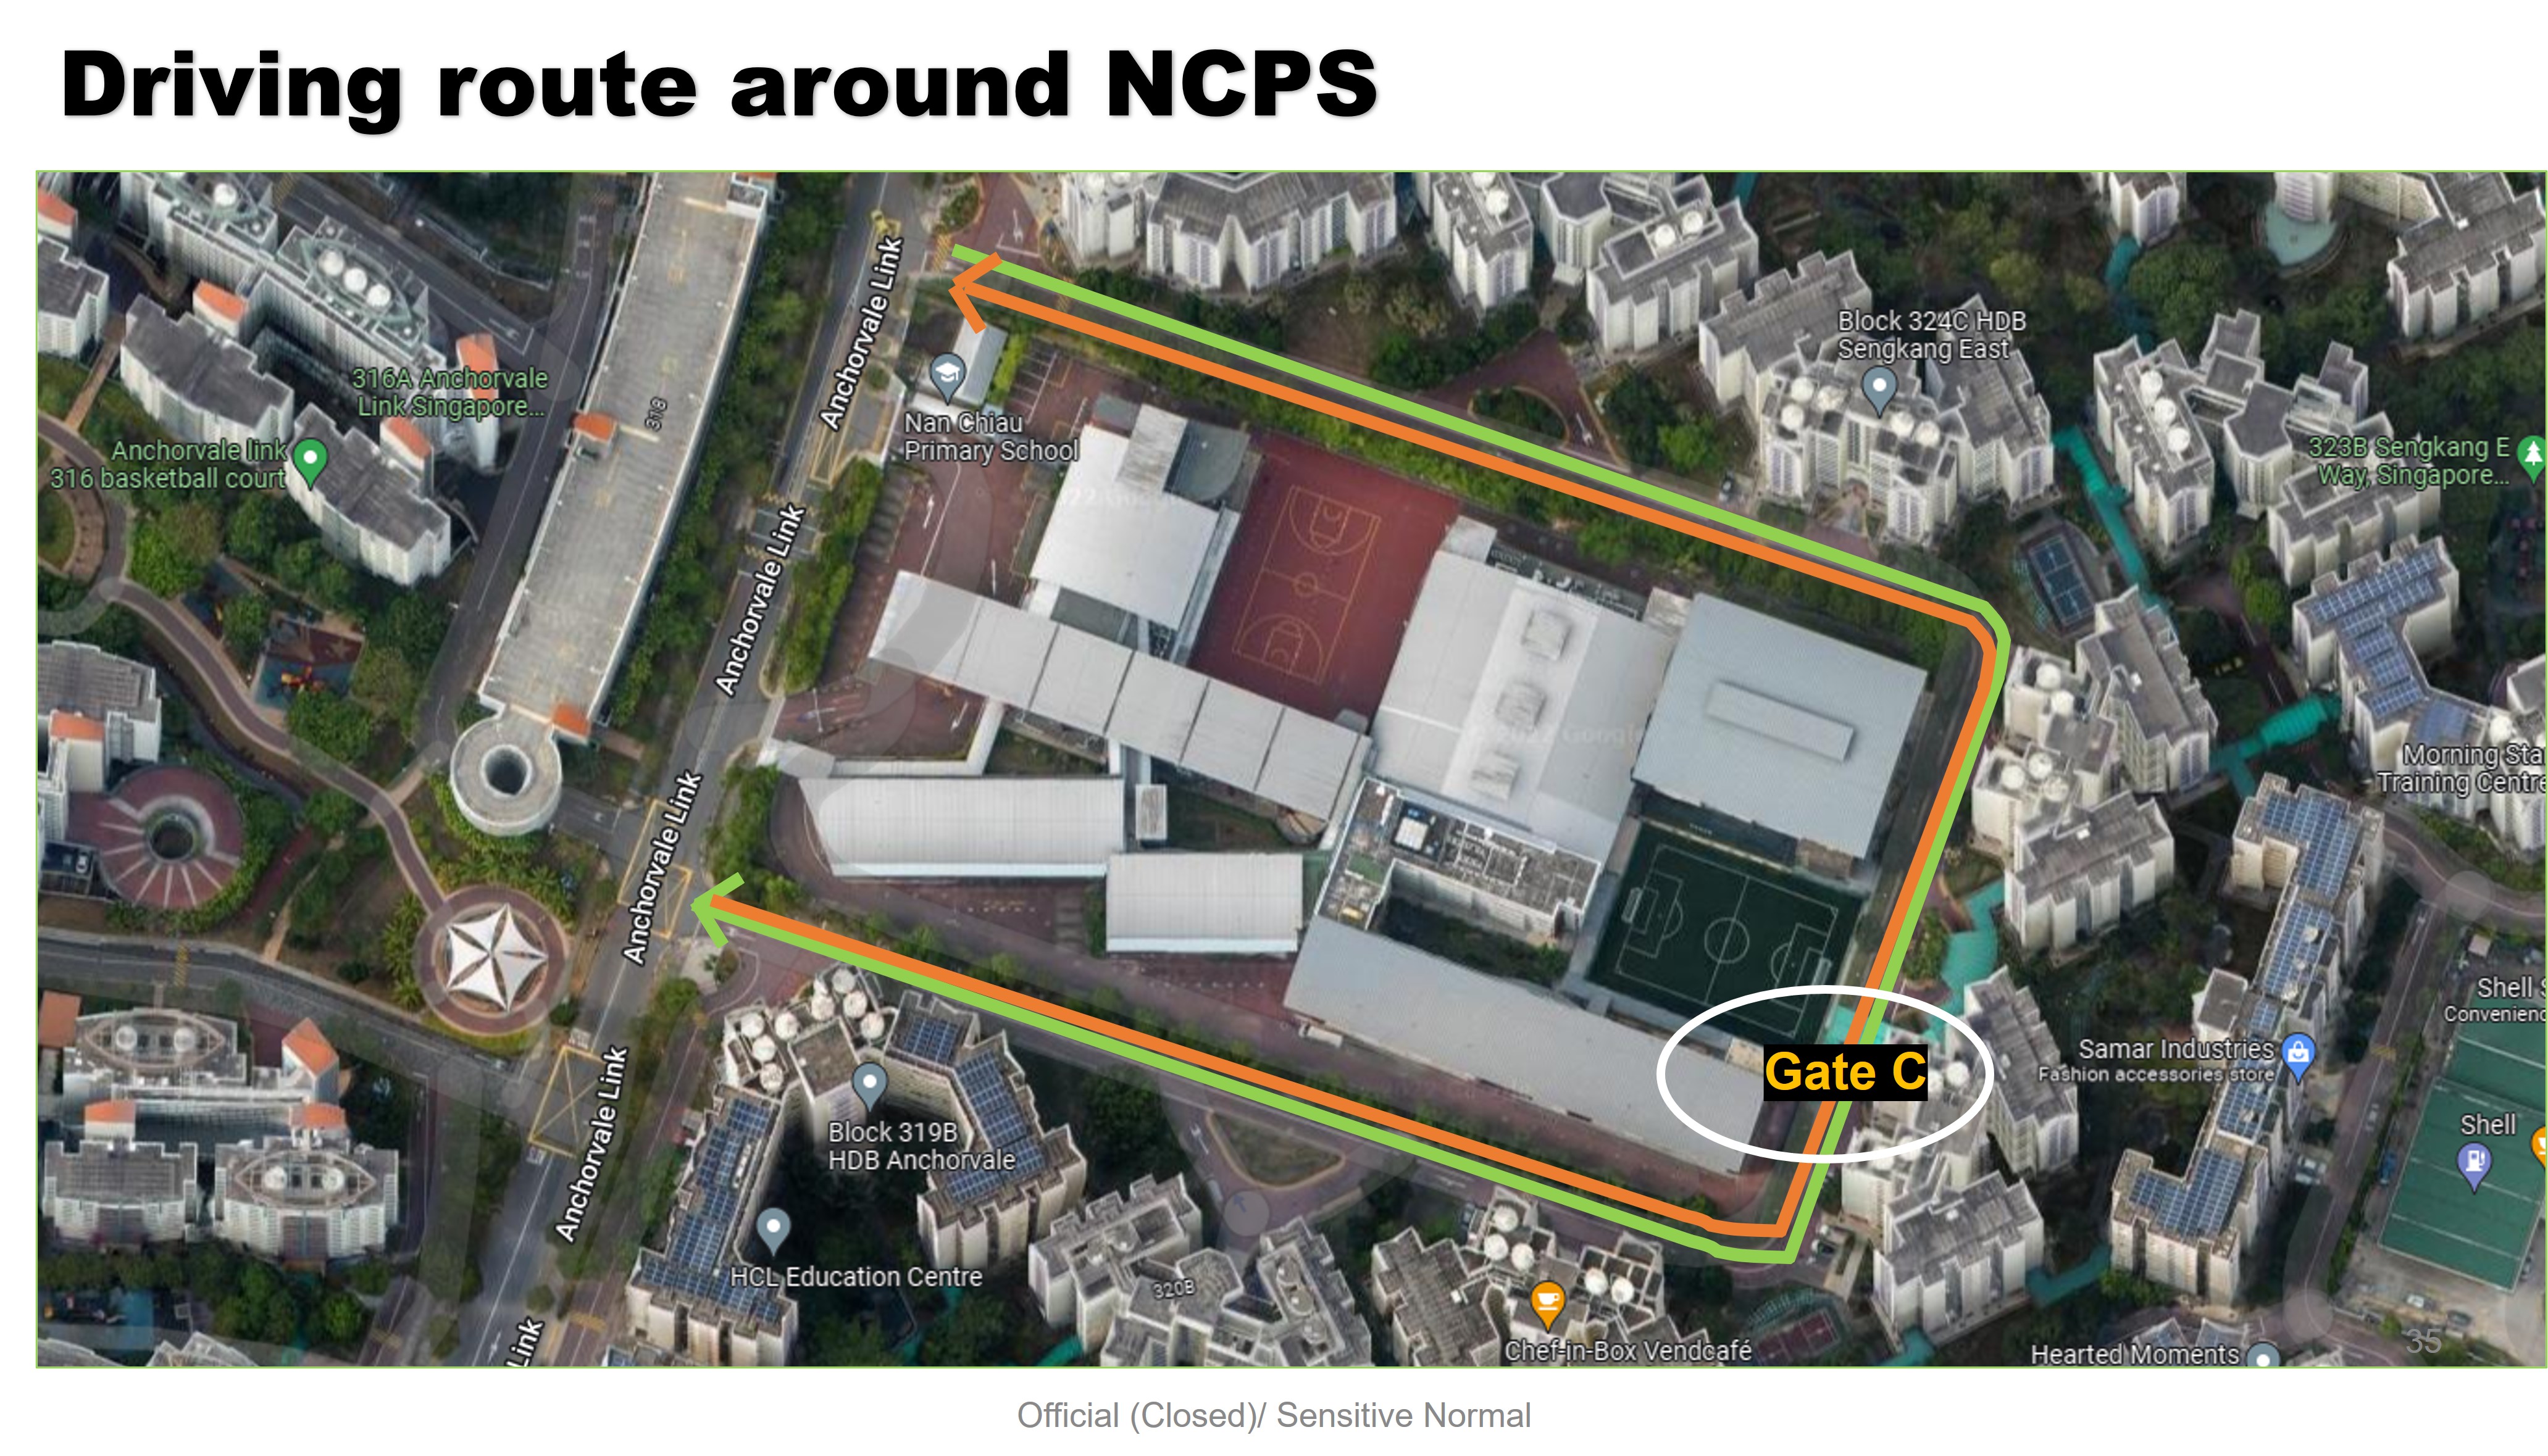 Driving route around NCPS
Anchorvale Link
Block 324C HDB
Sengkang East
316A Anchorvale
Link Singapore...
318
Nan Chiau
Primary School
Anchorvale link
316 basketball court
323B Sengkang E
Way, Singapore...
Anchorvale Link
Morning Sta
Training Centre
Anchorvale Link
Shell S
Convenienc
Gate C
Samar Industries
Fashion accessories store
Anchorvale Link
Block 319B
HDB Anchorvale
Shell
HCL Education Centre
320B
Link
Chef-in-Box Vendcafé
Hearted Moments
35
Official (Closed)/ Sensitive Normal